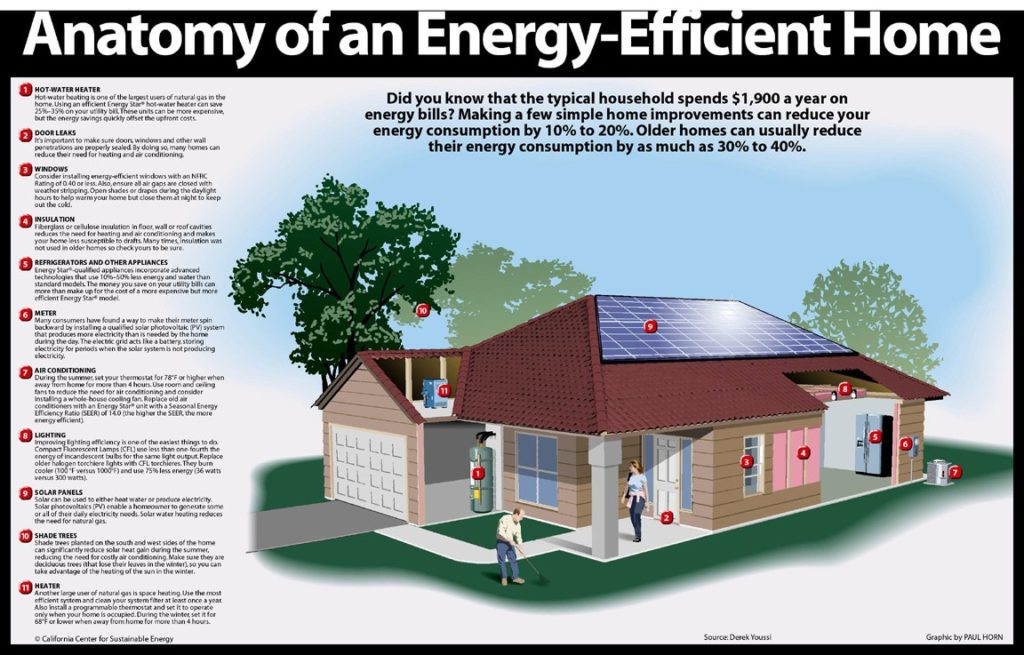 Anatomy of an Energy-Efficient Home
1 HOT-WATER HEATER
Hot-water heating is one of the largest users of natural gas in the
home. Using an efficient Energy Star® hot-water heater can save
25%–35% on your utility bill. These units can be more expensive,
but the energy savings quickly offset the upfront costs.
2 DOOR LEAKS
It's important to make sure doors, windows and other wall
penetrations are properly sealed. By doing so, many homes can
reduce their need for heating and air conditioning.
3 WINDOWS
Consider installing energy-efficient windows with an NFRC
Rating of 0.40 or less. Also, ensure all air gaps are closed with
weather stripping. Open shades or drapes during the daylight
hours to help warm your home but close them at night to keep
out the cold.
4 INSULATION
Fiberglass or cellulose insulation in floor, wall or roof cavities
reduces the need for heating and air conditioning and makes
your home less susceptible to drafts. Many times, insulation was
not used in older homes so check yours to be sure.
5 REFRIGERATORS AND OTHER APPLIANCES
Energy Star®-qualified appliances incorporate advanced
technologies that use 10%–50% less energy and water than
standard models. The money you save on your utility bills can
more than make up for the cost of a more expensive but more
efficient Energy Star® model.
6 METER
Many consumers have found a way to make their meter spin
backward by installing a qualified solar photovoltaic (PV) system
that produces more electricity than is needed by the home
during the day. The electric grid acts like a battery, storing
electricity for periods when the solar system is not producing
electricity.
7 AIR CONDITIONING
During the summer, set your thermostat for 78°F or higher when
away from home for more than 4 hours. Use room and ceiling
fans to reduce the need for air conditioning and consider
installing a whole-house cooling fan. Replace old air
conditioners with an Energy Star® unit with a Seasonal Energy
Efficiency Ratio (SEER) of 14.0 (the higher the SEER, the more
energy efficient).
8 LIGHTING
Improving lighting efficiency is one of the easiest things to do.
Compact Fluorescent Lamps (CFL) use less than one-fourth the
energy of incandescent bulbs for the same light output. Replace
older halogen torchiere lights with CFL torchieres. They burn
cooler (100°F versus 1000°F) and use 75% less energy (36 watts
versus 300 watts).
9 SOLAR PANELS
Solar can be used to either heat water or produce electricity.
Solar photovoltaics (PV) enable a homeowner to generate some
or all of their daily electricity needs. Solar water heating reduces
the need for natural gas.
10 SHADE TREES
Shade trees planted on the south and west sides of the home
can significantly reduce solar heat gain during the summer,
reducing the need for costly air conditioning. Make sure they are
deciduous trees (that lose their leaves in the winter), so you can
take advantage of the heating of the sun in the winter.
11 HEATER
Another large user of natural gas is space heating. Use the most
efficient system and clean your system filter at least once a year.
Also install a programmable thermostat and set it to operate
only when your home is occupied. During the winter, set it for
68°F or lower when away from home for more than 4 hours.
© California Center for Sustainable Energy
Did you know that the typical household spends $1,900 a year on
energy bills? Making a few simple home improvements can reduce your
energy consumption by 10% to 20%. Older homes can usually reduce
their energy consumption by as much as 30% to 40%.
10
9
11
8
1
3
4
5
6
7
2
Source: Derek Youssi
Graphic by PAUL HORN